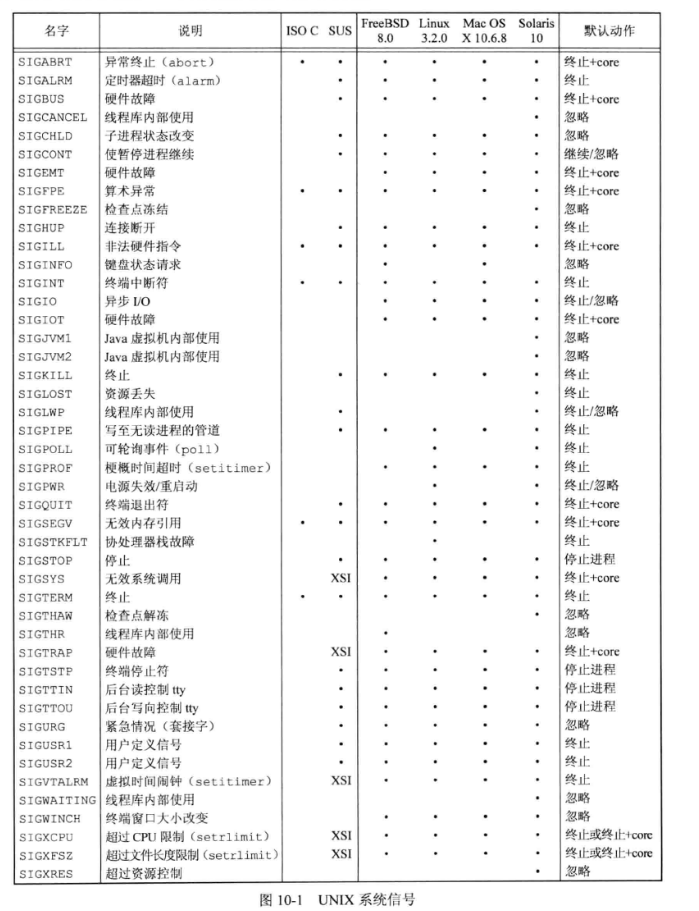 名字 说明 ISO C SUS FreeBSD 8.0 Linux 3.2.0 Mac OS X 10.6.8 Solaris 10 默认动作
SIGABRT 异常终止(abort) • • • • • • 终止+core
SIGALRM 定时器超时(alarm) • • • • • 终止
SIGBUS 硬件故障 • • • • • 终止+core
SIGCANCEL 线程库内部使用 • 忽略
SIGCHLD 子进程状态改变 • • • • • 忽略
SIGCONT 使暂停进程继续 • • • • • 继续/忽略
SIGEMT 硬件故障 • • • • 终止+core
SIGFPE 算术异常 • • • • • • 终止+core
SIGFREEZE 检查点冻结 • 忽略
SIGHUP 连接断开 • • • • • 终止
SIGILL 非法硬件指令 • • • • • • 终止+core
SIGINFO 键盘状态请求 • • 忽略
SIGINT 终端中断符 • • • • • • 终止
SIGIO 异步 I/O • • • • 终止/忽略
SIGIOT 硬件故障 • • • • 终止+core
SIGJVM1 Java 虚拟机内部使用 • 忽略
SIGJVM2 Java 虚拟机内部使用 • 忽略
SIGKILL 终止 • • • • • 终止
SIGLOST 资源丢失 • 终止
SIGLWP 线程库内部使用 • • 终止/忽略
SIGPIPE 写至无读进程的管道 • • • • • 终止
SIGPOLL 可轮询事件(poll) • • 终止
SIGPROF 梗概时间超时(setitimer) • • • • 终止
SIGPWR 电源失效/重启动 • • 终止/忽略
SIGQUIT 终端退出符 • • • • • 终止+core
SIGSEGV 无效内存引用 • • • • • • 终止+core
SIGSTKFLT 协处理器栈故障 • 终止
SIGSTOP 停止 • • • • • 停止进程
SIGSYS 无效系统调用 XSI • • • • 终止+core
SIGTERM 终止 • • • • • • 终止
SIGTHAW 检查点解冻 • 忽略
SIGTHR 线程库内部使用 • 忽略
SIGTRAP 硬件故障 XSI • • • • 终止+core
SIGTSTP 终端停止符 • • • • • 停止进程
SIGTTIN 后台读控制 tty • • • • • 停止进程
SIGTTOU 后台写向控制 tty • • • • • 停止进程
SIGURG 紧急情况(套接字) • • • • • 忽略
SIGUSR1 用户定义信号 • • • • • 终止
SIGUSR2 用户定义信号 • • • • • 终止
SIGVTALRM 虚拟时间闹钟(setitimer) XSI • • • • 终止
SIGWAITING 线程库内部使用 • 忽略
SIGWINCH 终端窗口大小改变 • • • • 忽略
SIGXCPU 超过 CPU 限制(setrlimit) XSI • • • • 终止或终止+core
SIGXFSZ 超过文件长度限制(setrlimit) XSI • • • • 终止或终止+core
SIGXRES 超过资源控制 • 忽略
图 10-1 UNIX 系统信号